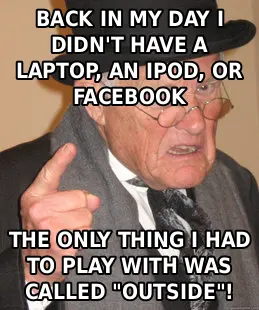 BACK IN MY DAY I
DIDN'T HAVE A
LAPTOP, AN IPOD, OR
FACEBOOK
THE ONLY THING I HAD
TO PLAY WITH WAS
CALLED "OUTSIDE"!